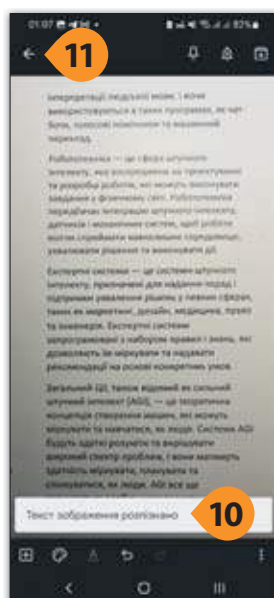 01:07 82%
11
інтерпретації людської мови, і вони
використовуються в таких програмах, як чат-
боти, голосові помічники та машинний
переклад.
Робототехніка — це сфера штучного
інтелекту, яка зосереджена на проектуванні
та розробці роботів, які можуть виконувати
завдання у фізичному світі. Робототехніка
передбачає інтеграцію штучного інтелекту,
датчиків і механічних систем, щоб роботи
могли сприймати навколишнє середовище,
ухвалювати рішення та виконувати дії.
Експертні системи — це системи штучного
інтелекту, призначені для надання порад і
підтримки ухвалення рішень у певних сферах,
таких як маркетинг, дизайн, медицина, право
та інженерія. Експертні системи
запрограмовані з набором правил і знань, які
дозволяють їм міркувати та надавати
рекомендації на основі конкретних умов.
Загальний ШІ, також відомий як сильний
штучний інтелект (AGI), — це теоретична
концепція створення машин, які можуть
міркувати та навчатися, як люди. Системи AGI
будуть здатні розуміти та вирішувати
широкий спектр проблем, і вони матимуть
здатність міркувати, планувати та
спілкуватися, як люди. AGI все ще
Текст зображення розпізнано
10